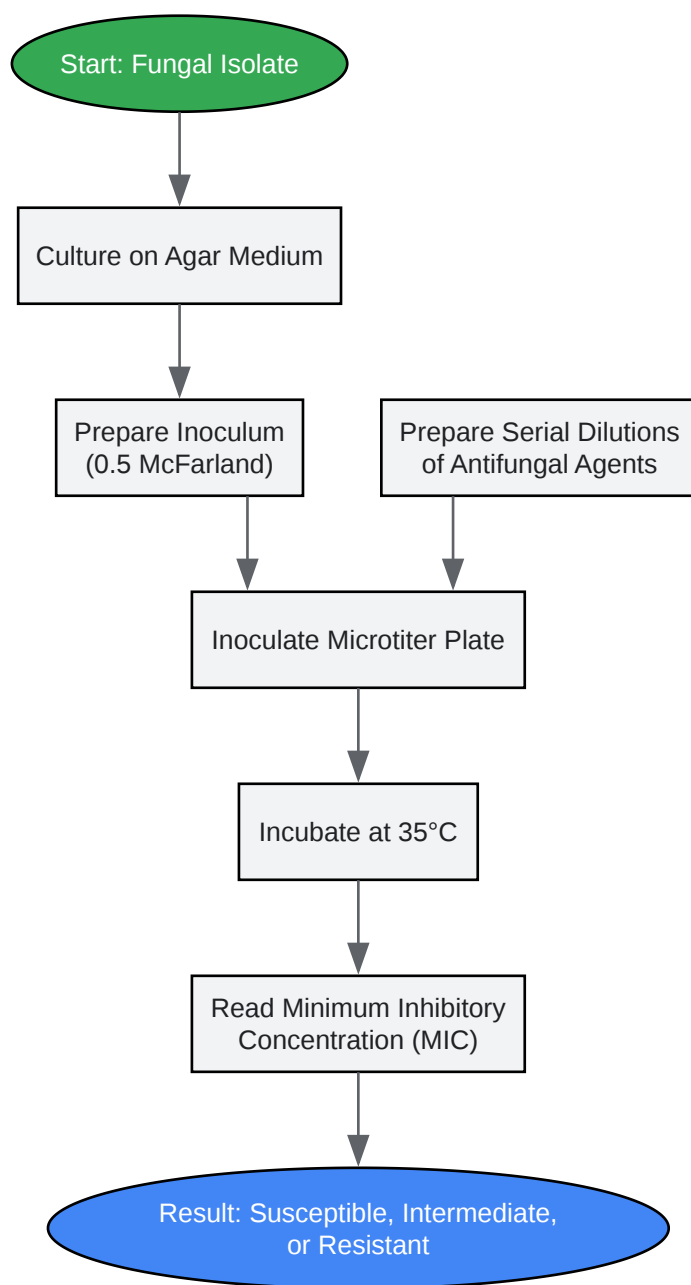 Start: Fungal Isolate
Culture on Agar Medium
Prepare Inoculum
(0.5 McFarland)
Prepare Serial Dilutions
of Antifungal Agents
Inoculate Microtiter Plate
Incubate at 35°C
Read Minimum Inhibitory
Concentration (MIC)
Result: Susceptible, Intermediate,
or Resistant